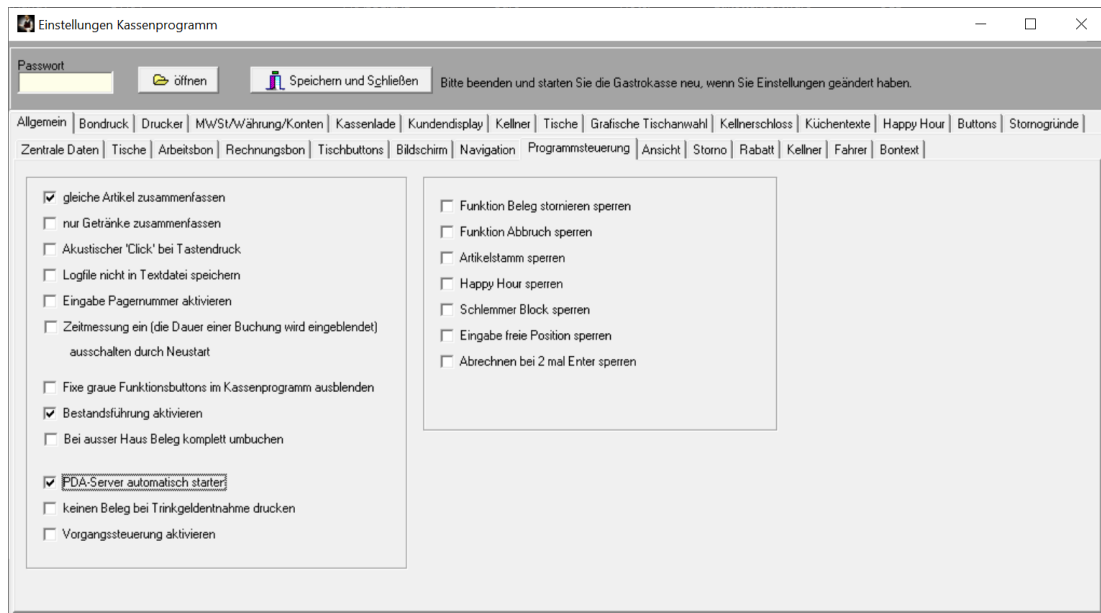 Einstellungen Kassenprogramm
Passwort
öffnen
Speichern und Schließen
Bitte beenden und starten Sie die Gastrokasse neu, wenn Sie Einstellungen geändert haben.
Allgemein Bondruck Drucker MWSt/Währung/Konten Kassenlade Kundendisplay Kellner Tische Grafische Tischanwahl Kellnerschloss Küchentexte Happy Hour Buttons Stornogründe
Zentrale Daten Tische Arbeitsbon Rechnungsbon Tischbuttons Bildschirm Navigation Programmsteuerung Ansicht Storno Rabatt Kellner Fahrer Bontext
gleiche Artikel zusammenfassen
nur Getränke zusammenfassen
Akustischer 'Click' bei Tastendruck
Logfile nicht in Textdatei speichern
Eingabe Pagernummer aktivieren
Zeitmessung ein (die Dauer einer Buchung wird eingeblendet)
ausschalten durch Neustart
Fixe graue Funktionsbuttons im Kassenprogramm ausblenden
Bestandsführung aktivieren
Bei ausser Haus Beleg komplett umbuchen
PDA-Server automatisch starten
keinen Beleg bei Trinkgeldentnahme drucken
Vorgangssteuerung aktivieren
Funktion Beleg stornieren sperren
Funktion Abbruch sperren
Artikelstamm sperren
Happy Hour sperren
Schlemmer Block sperren
Eingabe freie Position sperren
Abrechnen bei 2 mal Enter sperren